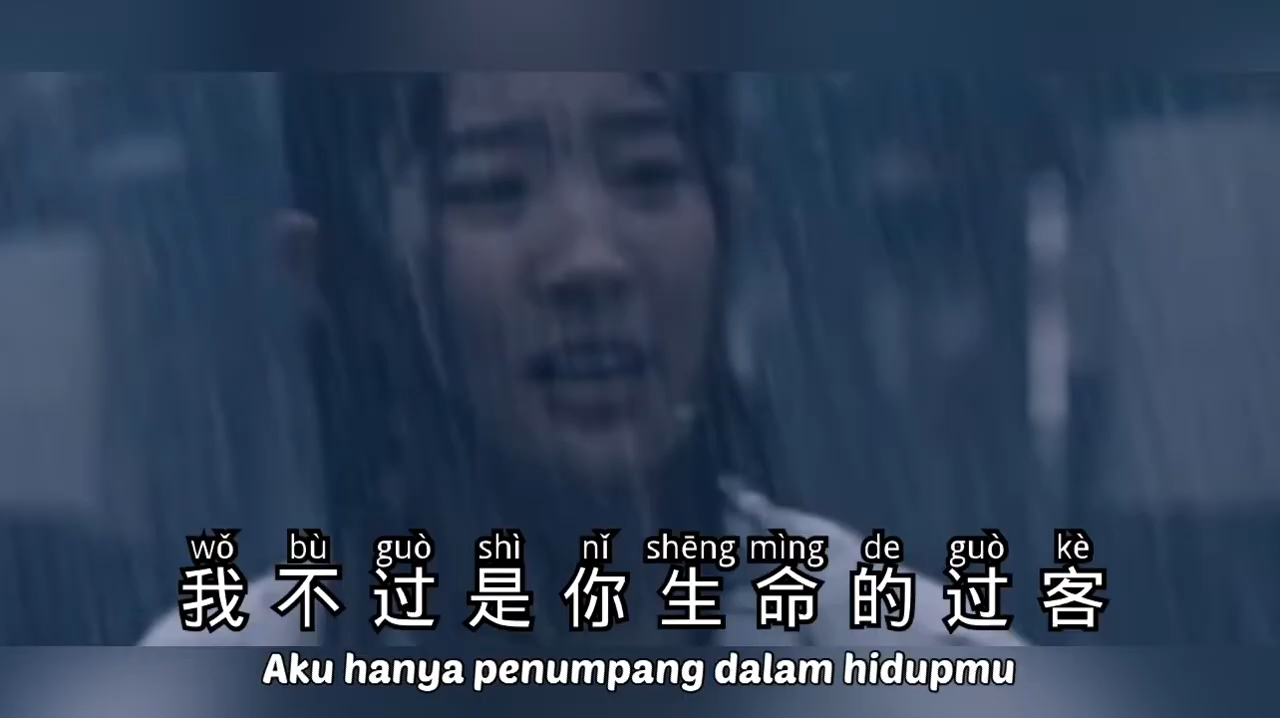 wǒ bù guò shì nǐ shēng mìng de guò kè
我不过是你生命的过客
Aku hanya penumpang dalam hidupmu